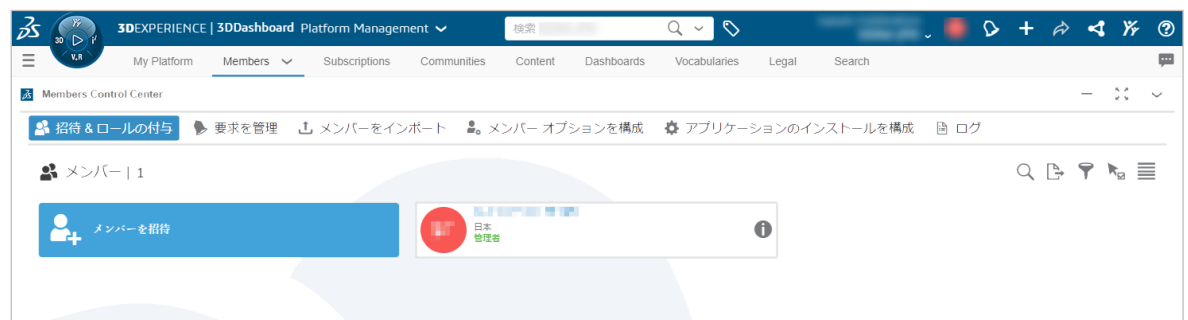 3DEXPERIENCE | 3DDashboard Platform Management
検索
3D
V.R
My Platform Members Subscriptions Communities Content Dashboards Vocabularies Legal Search
Members Control Center
招待 & ロールの付与 要求を管理 メンバーをインポート メンバー オプションを構成 アプリケーションのインストールを構成 ログ
メンバー | 1
メンバーを招待
日本
管理者